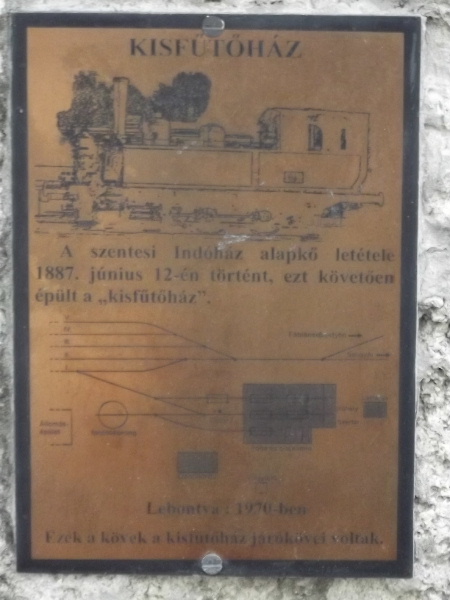 KISFŰTŐHÁZ
A szentesi Indóház alapkő letétele
1887. június 12-én történt, ezt követően
épült a „kisfűtőház”.
Lebontva : 1970-ben
Ezek a kövek a kisfűtőház járókövei voltak.